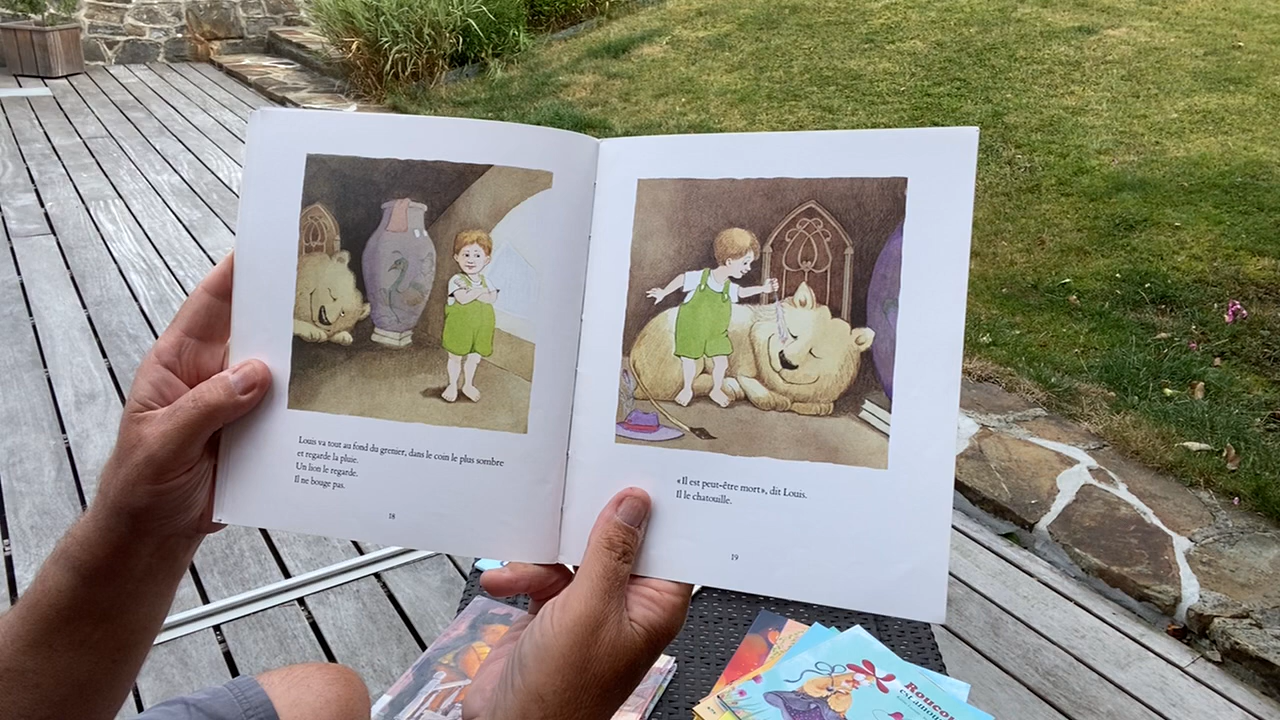 Louis va tout au fond du grenier, dans le coin le plus sombre
et regarde la pluie.
Un lion le regarde.
Il ne bouge pas.
18
«Il est peut-être mort», dit Louis.
Il le chatouille.
19